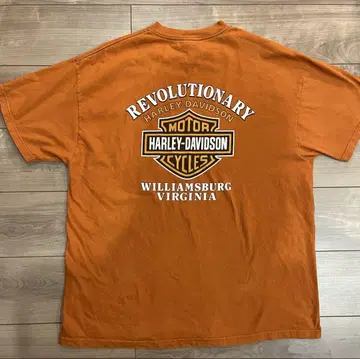 REVOLUTIONARY
HARLEY DAVIDSON
MOTOR
HARLEY-DAVIDSON
CYCLES
WILLIAMSBURG
VIRGINIA